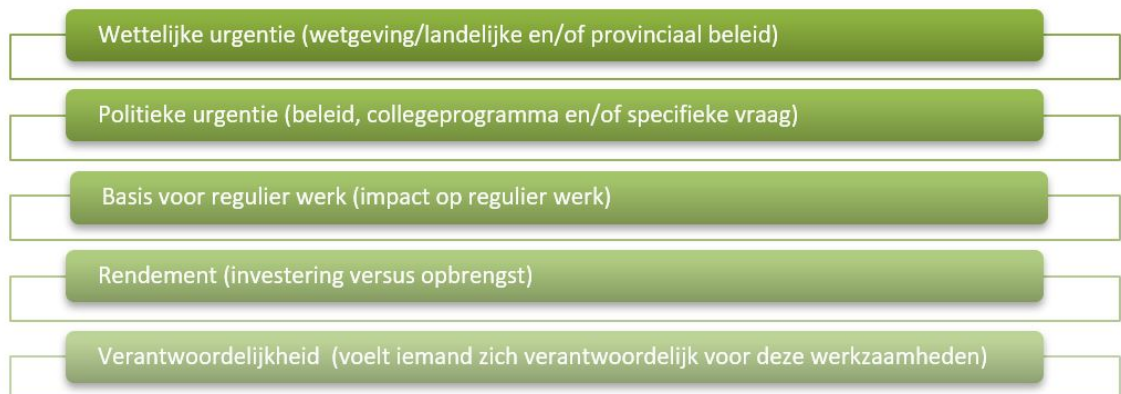 Wettelijke urgentie (wetgeving/landelijke en/of provinciaal beleid)
Politieke urgentie (beleid, collegeprogramma en/of specifieke vraag)
Basis voor regulier werk (impact op regulier werk)
Rendement (investering versus opbrengst)
Verantwoordelijkheid (voelt iemand zich verantwoordelijk voor deze werkzaamheden)